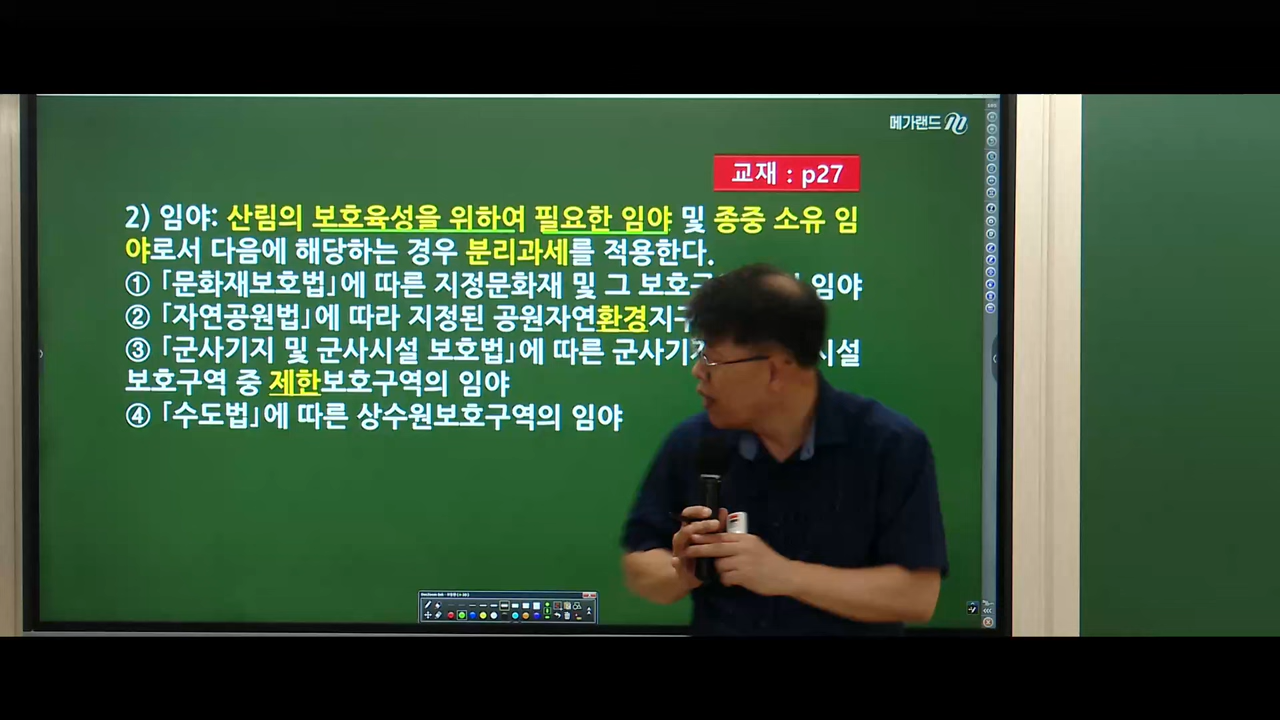 메가랜드
교재 : p27
2) 임야: 산림의 보호육성을 위하여 필요한 임야 및 종중 소유 임
야로서 다음에 해당하는 경우 분리과세를 적용한다.
① 「문화재보호법」에 따른 지정문화재 및 그 임야
② 「자연공원법」에 따라 지정된 공원자연환경지구
③ 「군사기지 및 군사시설 보호법」에 따른 시설
보호구역 중 제한보호구역의 임야
④ 「수도법」에 따른 상수원보호구역의 임야